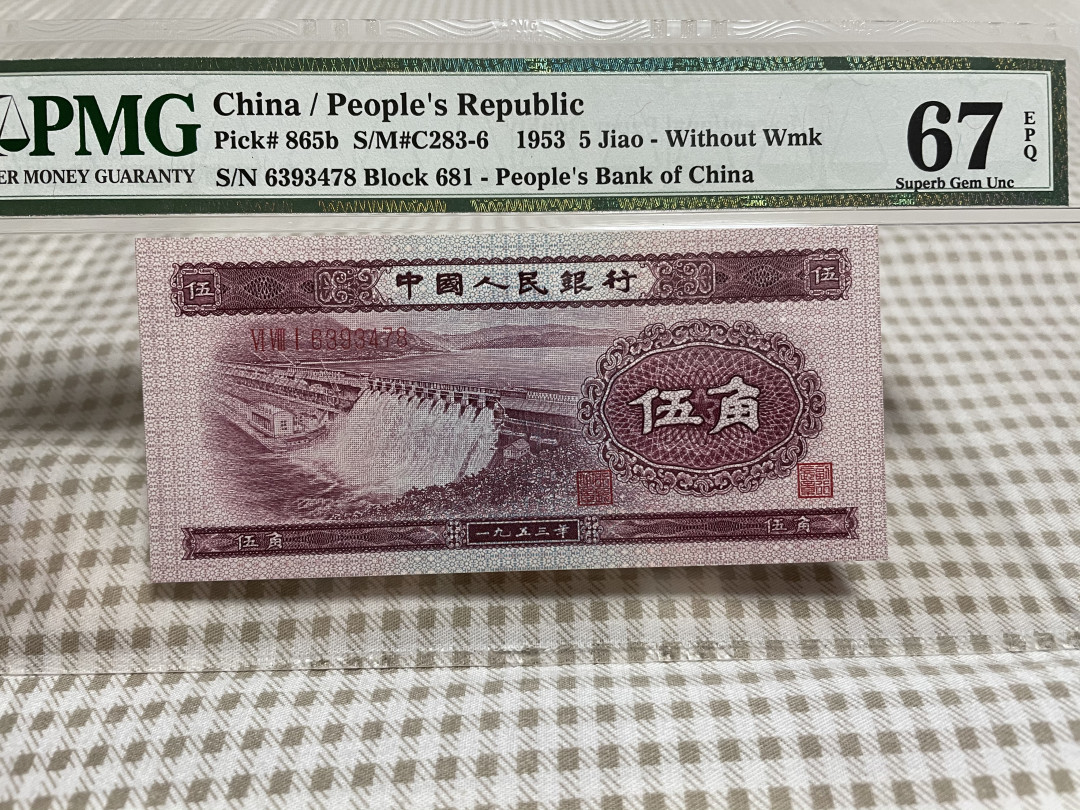 PMG
ER MONEY GUARANTY
China / People's Republic
Pick# 865b S/M#C283-6 1953 5 Jiao - Without Wmk
S/N 6393478 Block 681 - People's Bank of China
67
EPQ
Superb Gem Unc
伍 中國人民銀行 伍
VI VIII I 6393478
伍角
伍角 一九五三年 伍角